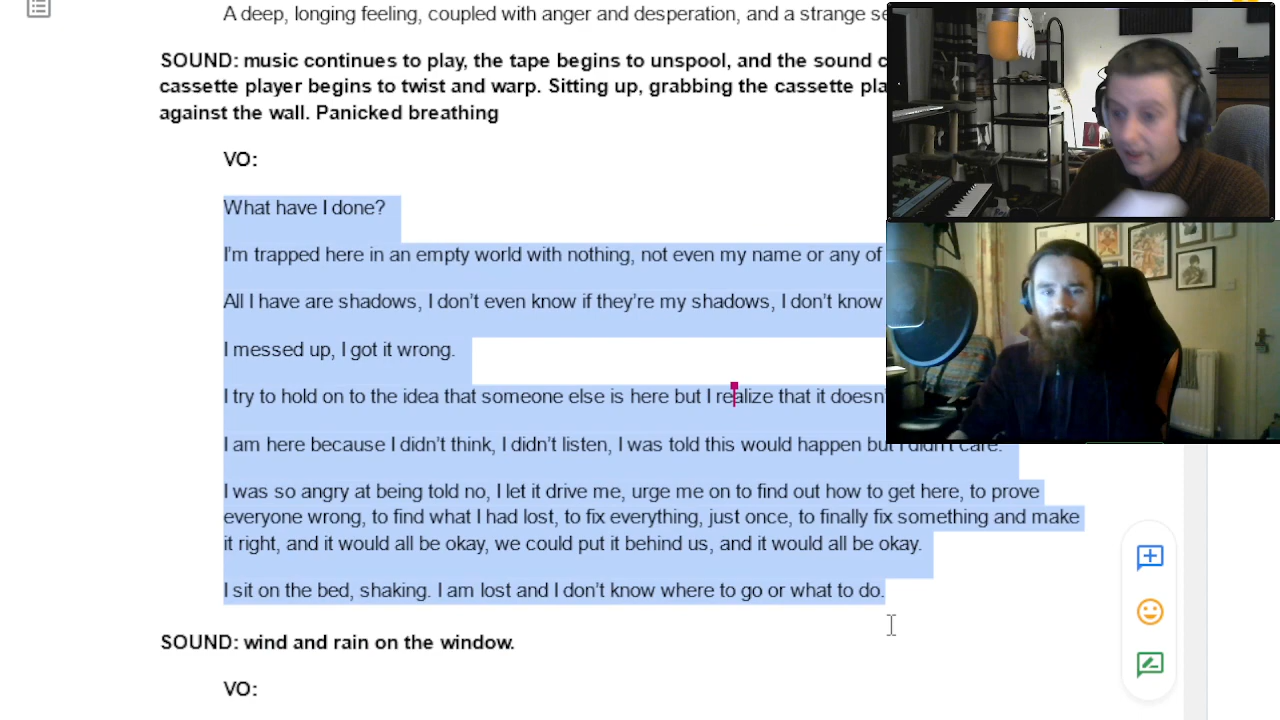 A deep, longing feeling, coupled with anger and desperation, and a strange
SOUND: music continues to play, the tape begins to unspool, and the sound
cassette player begins to twist and warp. Sitting up, grabbing the cassette
against the wall. Panicked breathing
VO:
What have I done?
I'm trapped here in an empty world with nothing, not even my name or any of
All I have are shadows, I don't even know if they're my shadows, I don't know
I messed up, I got it wrong.
I try to hold on to the idea that someone else is here but I realize that it
I am here because I didn't think, I didn't listen, I was told this would happen but I didn't care.
I was so angry at being told no, I let it drive me, urge me on to find out how to get here, to prove
everyone wrong, to find what I had lost, to fix everything, just once, to finally fix something and make
it right, and it would all be okay, we could put it behind us, and it would all be okay.
I sit on the bed, shaking. I am lost and I don't know where to go or what to do.
SOUND: wind and rain on the window.
VO: